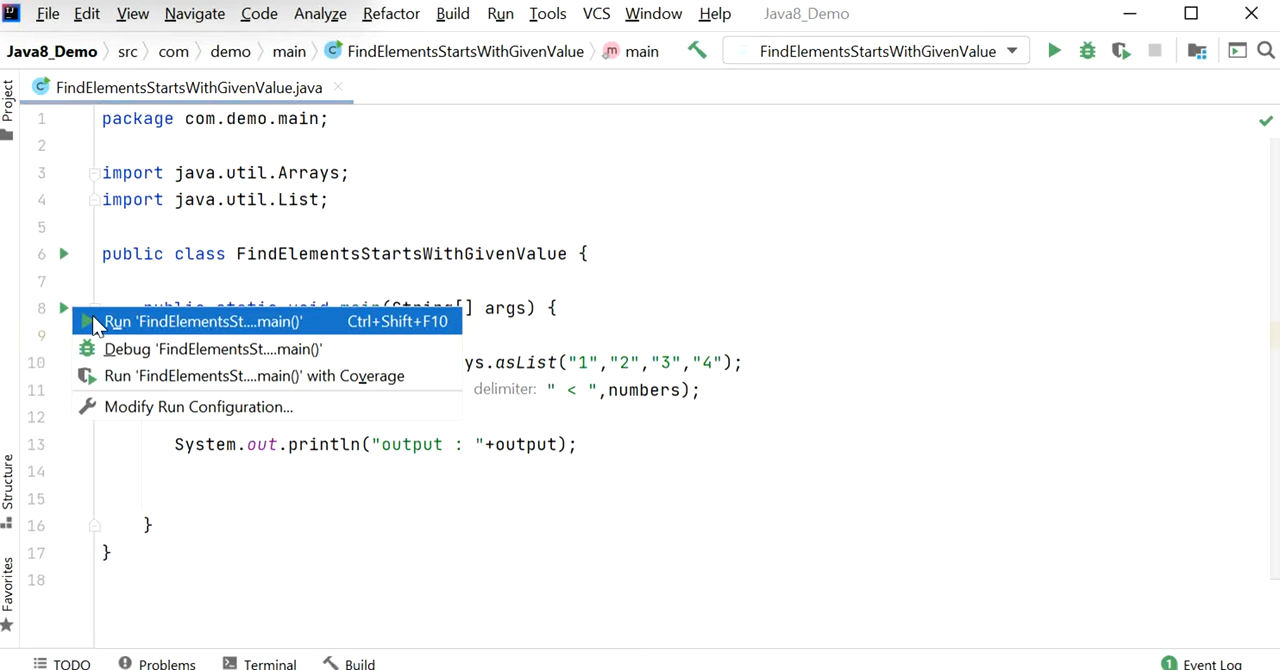 File Edit View Navigate Code Analyze Refactor Build Run Tools VCS Window Help Java8_Demo
Java8_Demo src com demo main FindElementsStartsWithGivenValue main FindElementsStartsWithGivenValue
Project
FindElementsStartsWithGivenValue.java
1 package com.demo.main;
2
3 import java.util.Arrays;
4 import java.util.List;
5
6 public class FindElementsStartsWithGivenValue {
7
8 public static void main(String[] args) {
Run 'FindElementsSt....main()' Ctrl+Shift+F10
9
Debug 'FindElementsSt....main()'
10 ys.asList("1","2","3","4");
Run 'FindElementsSt....main()' with Coverage
11 delimiter: " < ",numbers);
Modify Run Configuration...
12
13 System.out.println("output : "+output);
14
15
16 }
17 }
18
Structure
Favorites
TODO Problems Terminal Build 1 Event Log